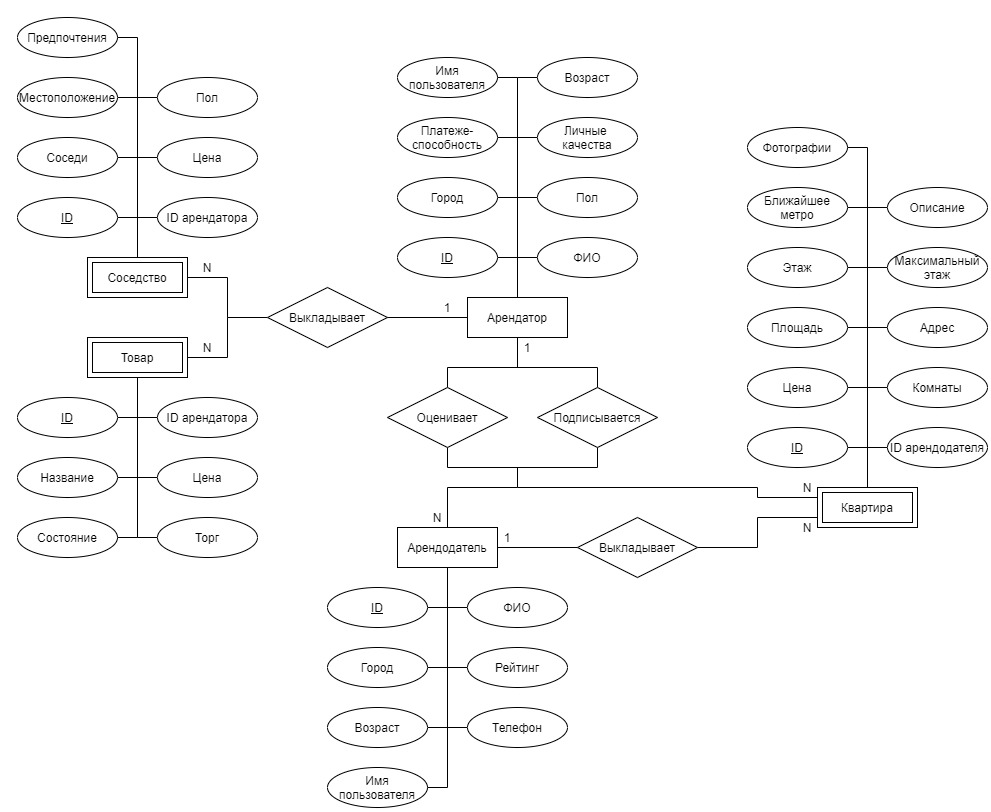 Предпочтения
Местоположение
Пол
Соседи
Цена
ID
ID арендатора
Соседство
N
Выкладывает
1
Товар
N
ID
ID арендатора
Название
Цена
Состояние
Торг
Имя
пользователя
Возраст
Платеже-
способность
Личные
качества
Город
Пол
ID
ФИО
Арендатор
1
Оценивает
Подписывается
Фотографии
Ближайшее
метро
Описание
Этаж
Максимальный
этаж
Площадь
Адрес
Цена
Комнаты
ID
ID арендодателя
N
Квартира
N
N
Арендодатель
1
Выкладывает
ID
ФИО
Город
Рейтинг
Возраст
Телефон
Имя
пользователя